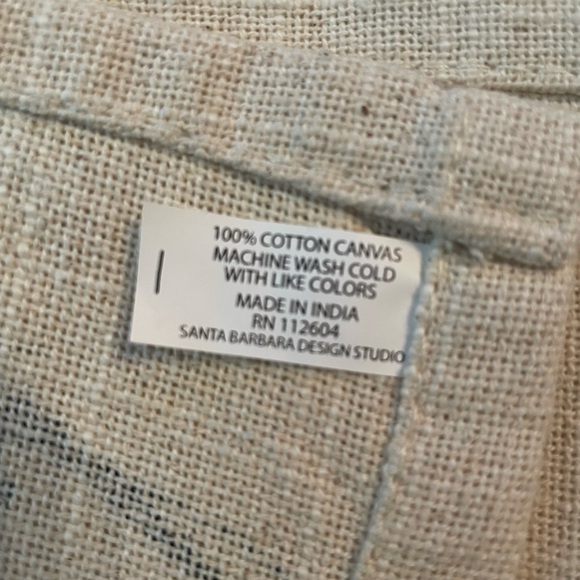 100% COTTON CANVAS
MACHINE WASH COLD
WITH LIKE COLORS
MADE IN INDIA
RN 112604
SANTA BARBARA DESIGN STUDIO